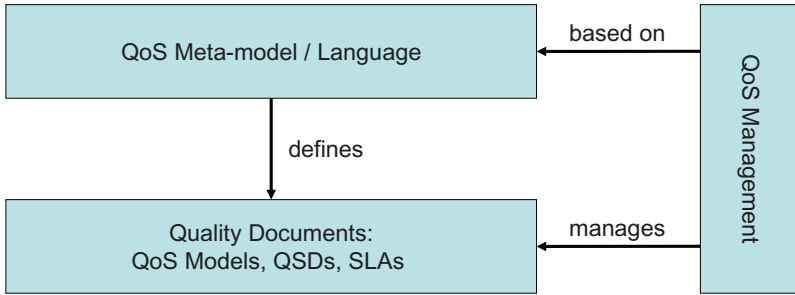 QoS Meta-model / Language
based on
QoS Management
defines
Quality Documents:
QoS Models, QSDs, SLAs
manages